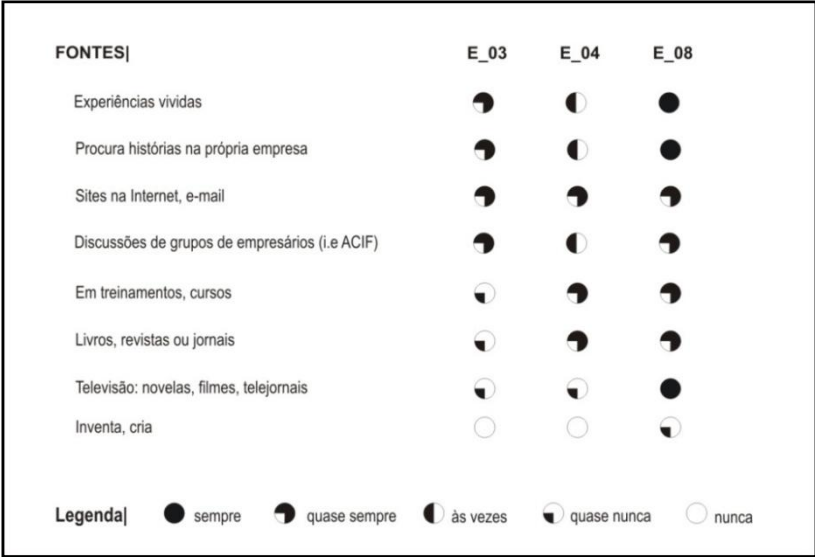 FONTES| E_03 E_04 E_08
Experiências vividas
Procura histórias na própria empresa
Sites na Internet, e-mail
Discussões de grupos de empresários (i.e ACIF)
Em treinamentos, cursos
Livros, revistas ou jornais
Televisão: novelas, filmes, telejornais
Inventa, cria
Legenda| sempre quase sempre às vezes quase nunca nunca